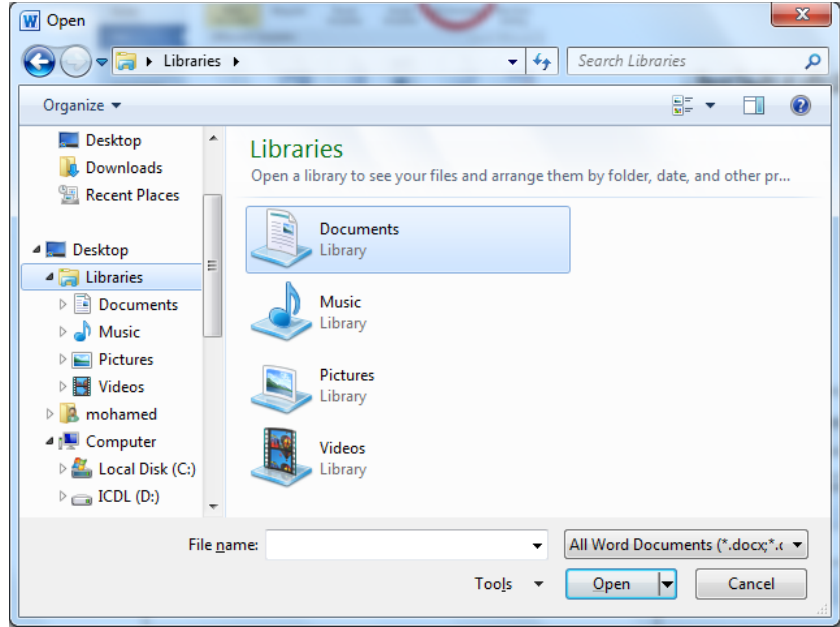 Open
Libraries
Search Libraries
Organize
Desktop
Downloads
Recent Places
Desktop
Libraries
Documents
Music
Pictures
Videos
mohamed
Computer
Local Disk (C:)
ICDL (D:)
Libraries
Open a library to see your files and arrange them by folder, date, and other pr...
Documents
Library
Music
Library
Pictures
Library
Videos
Library
File name:
All Word Documents (*.docx;*.
Tools
Open
Cancel